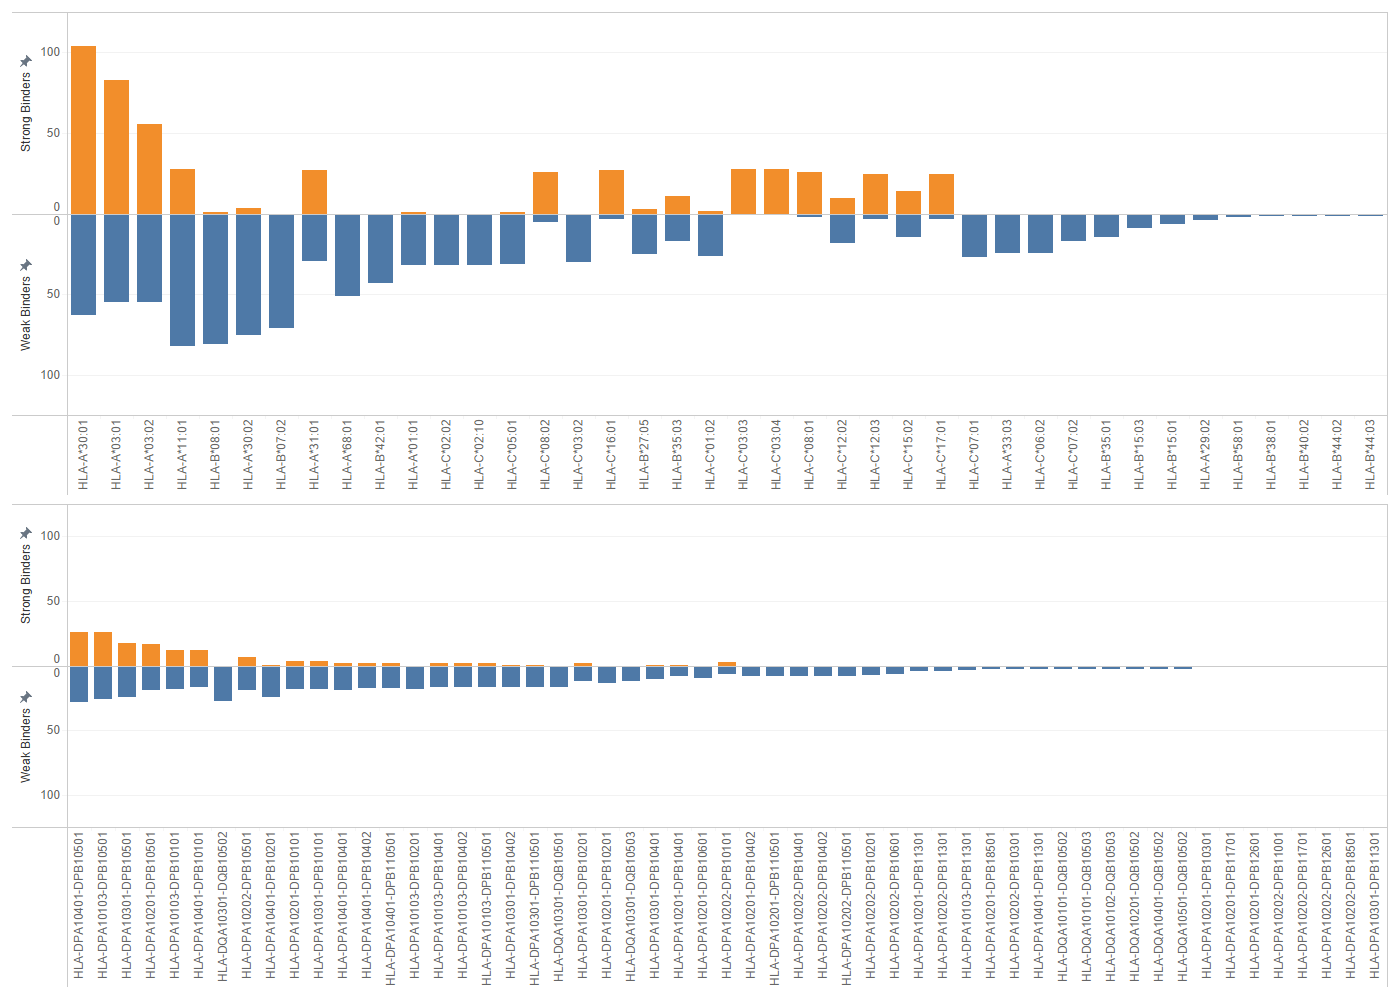 100
50
0
Strong Binders
0
50
100
Weak Binders
HLA-A*30:01
HLA-A*03:01
HLA-A*03:02
HLA-A*11:01
HLA-B*08:01
HLA-A*30:02
HLA-B*07:02
HLA-A*31:01
HLA-A*68:01
HLA-B*42:01
HLA-A*01:01
HLA-C*02:02
HLA-C*02:10
HLA-C*05:01
HLA-C*08:02
HLA-C*03:02
HLA-C*16:01
HLA-B*27:05
HLA-B*35:03
HLA-C*01:02
HLA-C*03:03
HLA-C*03:04
HLA-C*08:01
HLA-C*12:02
HLA-C*12:03
HLA-C*15:02
HLA-C*17:01
HLA-C*07:01
HLA-A*33:03
HLA-C*06:02
HLA-C*07:02
HLA-B*35:01
HLA-B*15:03
HLA-B*15:01
HLA-A*29:02
HLA-B*58:01
HLA-B*38:01
HLA-B*40:02
HLA-B*44:02
HLA-B*44:03
100
50
0
Strong Binders
0
50
100
Weak Binders
HLA-DPA10401-DPB10501
HLA-DPA10103-DPB10501
HLA-DPA10301-DPB10501
HLA-DPA10201-DPB10501
HLA-DPA10103-DPB10101
HLA-DPA10401-DPB10101
HLA-DQA10301-DQB10502
HLA-DPA10202-DPB10501
HLA-DPA10401-DPB10201
HLA-DPA10201-DPB10101
HLA-DPA10301-DPB10101
HLA-DPA10401-DPB10401
HLA-DPA10401-DPB10402
HLA-DPA10401-DPB110501
HLA-DPA10103-DPB10201
HLA-DPA10103-DPB10401
HLA-DPA10103-DPB10402
HLA-DPA10103-DPB110501
HLA-DPA10301-DPB10402
HLA-DPA10301-DPB110501
HLA-DQA10301-DQB10501
HLA-DPA10301-DPB10201
HLA-DPA10201-DPB10201
HLA-DQA10301-DQB10503
HLA-DPA10301-DPB10401
HLA-DPA10201-DPB10401
HLA-DPA10201-DPB10601
HLA-DPA10202-DPB10101
HLA-DPA10201-DPB10402
HLA-DPA10201-DPB110501
HLA-DPA10202-DPB10401
HLA-DPA10202-DPB10402
HLA-DPA10202-DPB110501
HLA-DPA10202-DPB10201
HLA-DPA10202-DPB10601
HLA-DPA10201-DPB11301
HLA-DPA10202-DPB11301
HLA-DPA10103-DPB11301
HLA-DPA10201-DPB18501
HLA-DPA10202-DPB10301
HLA-DPA10401-DPB11301
HLA-DQA10101-DQB10502
HLA-DQA10101-DQB10503
HLA-DQA10102-DQB10503
HLA-DQA10201-DQB10502
HLA-DQA10401-DQB10502
HLA-DQA10501-DQB10502
HLA-DPA10201-DPB10301
HLA-DPA10201-DPB11701
HLA-DPA10201-DPB12601
HLA-DPA10202-DPB11001
HLA-DPA10202-DPB11701
HLA-DPA10202-DPB12601
HLA-DPA10202-DPB18501
HLA-DPA10301-DPB11301